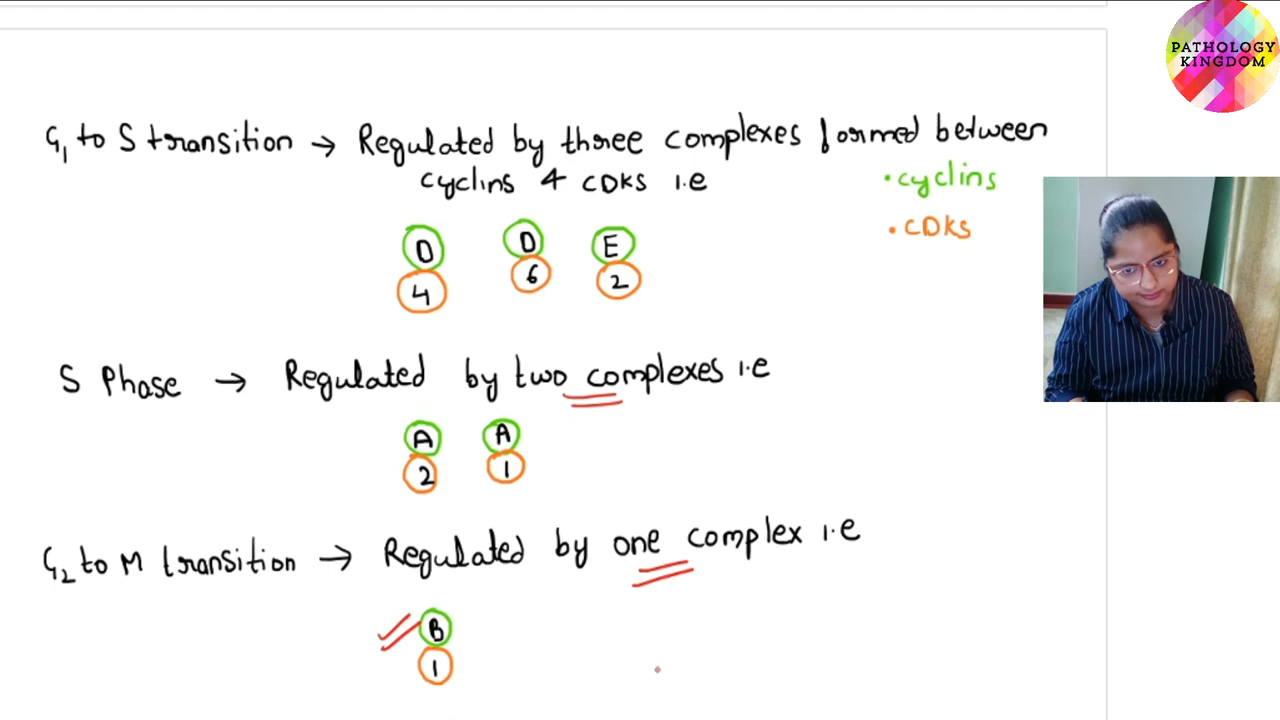 PATHOLOGY
KINGDOM
G1 to S transition → Regulated by three complexes formed between
cyclins & CDKs i.e
• cyclins
• CDKs
D D E
4 6 2
S Phase → Regulated by two complexes i.e
A A
2 1
G2 to M transition → Regulated by one complex i.e
B
1